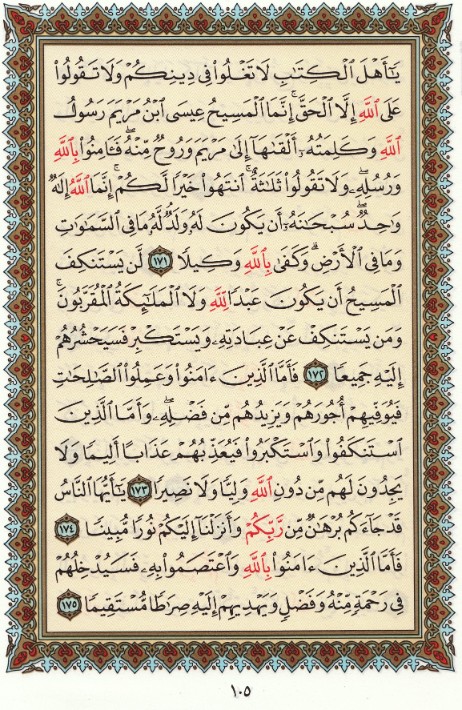 يَـٰٓأَهۡلَ ٱلۡكِتَـٰبِ لَا تَغۡلُواْ فِي دِينِكُمۡ وَلَا تَقُولُواْ
عَلَى ٱللَّهِ إِلَّا ٱلۡحَقَّۚ إِنَّمَا ٱلۡمَسِيحُ عِيسَى ٱبۡنُ مَرۡيَمَ رَسُولُ
ٱللَّهِ وَكَلِمَتُهُۥٓ أَلۡقَىٰهَآ إِلَىٰ مَرۡيَمَ وَرُوحٞ مِّنۡهُۖ فَـَٔامِنُواْ بِٱللَّهِ
وَرُسُلِهِۦۖ وَلَا تَقُولُواْ ثَلَـٰثَةٌۚ ٱنتَهُواْ خَيۡرٗا لَّكُمۡۚ إِنَّمَا ٱللَّهُ إِلَـٰهٞ
وَٰحِدٞۖ سُبۡحَـٰنَهُۥٓ أَن يَكُونَ لَهُۥ وَلَدٞۘ لَّهُۥ مَا فِي ٱلسَّمَـٰوَٰتِ
وَمَا فِي ٱلۡأَرۡضِۗ وَكَفَىٰ بِٱللَّهِ وَكِيلٗا ١٧١ لَّن يَسۡتَنكِفَ
ٱلۡمَسِيحُ أَن يَكُونَ عَبۡدٗا لِّلَّهِ وَلَا ٱلۡمَلَـٰٓئِكَةُ ٱلۡمُقَرَّبُونَۚ
وَمَن يَسۡتَنكِفۡ عَنۡ عِبَادَتِهِۦ وَيَسۡتَكۡبِرۡ فَسَيَحۡشُرُهُمۡ
إِلَيۡهِ جَمِيعٗا ١٧٢ فَأَمَّا ٱلَّذِينَ ءَامَنُواْ وَعَمِلُواْ ٱلصَّـٰلِحَـٰتِ
فَيُوَفِّيهِمۡ أُجُورَهُمۡ وَيَزِيدُهُم مِّن فَضۡلِهِۦۖ وَأَمَّا ٱلَّذِينَ
ٱسۡتَنكَفُواْ وَٱسۡتَكۡبَرُواْ فَيُعَذِّبُهُمۡ عَذَابًا أَلِيمٗا وَلَا
يَجِدُونَ لَهُم مِّن دُونِ ٱللَّهِ وَلِيّٗا وَلَا نَصِيرٗا ١٧٣ يَـٰٓأَيُّهَا ٱلنَّاسُ
قَدۡ جَآءَكُم بُرۡهَـٰنٞ مِّن رَّبِّكُمۡ وَأَنزَلۡنَآ إِلَيۡكُمۡ نُورٗا مُّبِينٗا ١٧٤
فَأَمَّا ٱلَّذِينَ ءَامَنُواْ بِٱللَّهِ وَٱعۡتَصَمُواْ بِهِۦ فَسَيُدۡخِلُهُمۡ
فِي رَحۡمَةٖ مِّنۡهُ وَفَضۡلٖ وَيَهۡدِيهِمۡ إِلَيۡهِ صِرَٰطٗا مُّسۡتَقِيمٗا ١٧٥
١٠٥